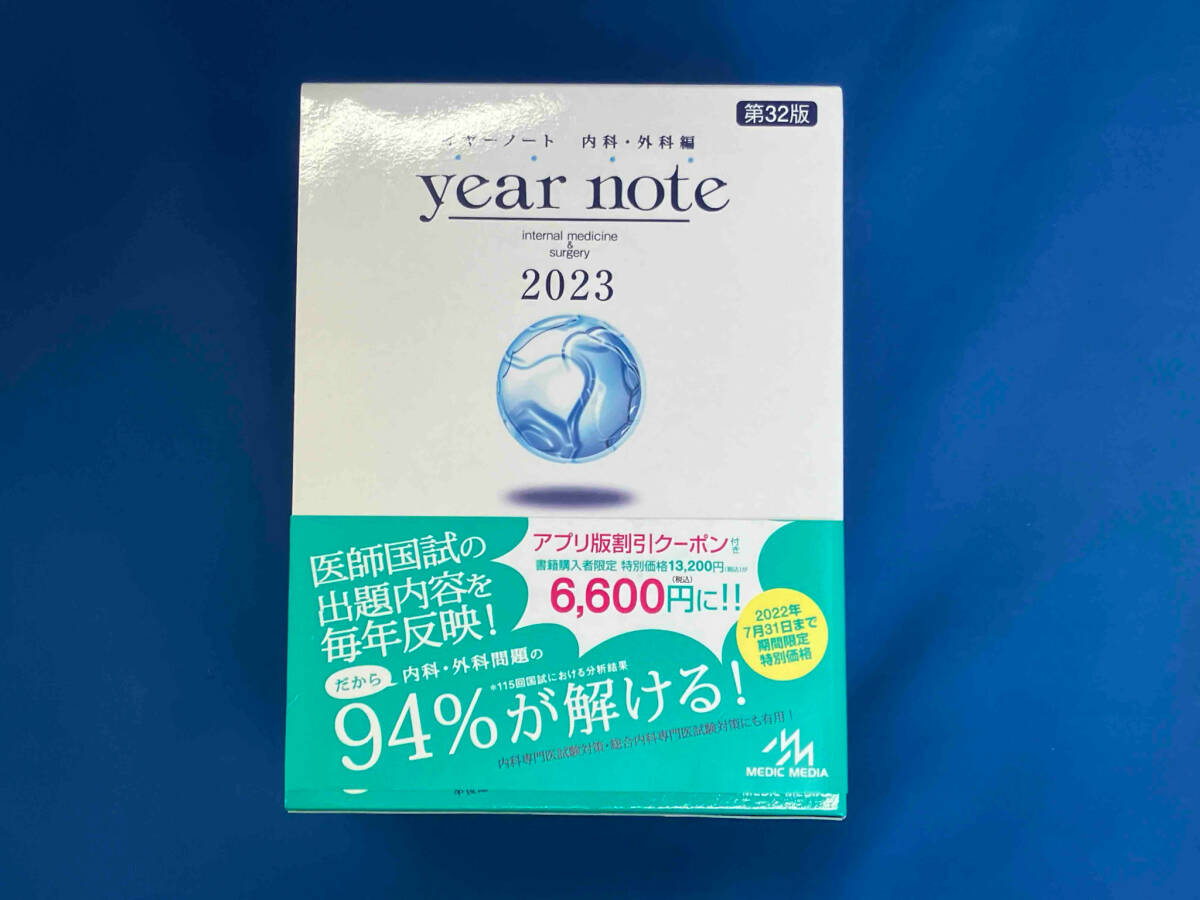 第32版
イヤーノート 内科・外科編
year note
internal medicine
&
surgery
2023
医師国試の
出題内容を
毎年反映!
アプリ版割引クーポン付き
書籍購入者限定 特別価格13,200円(税込)が
(税込)
6,600円に!!
2022年
7月31日まで
期間限定
特別価格
だから 内科・外科問題の
*115回国試における分析結果
94%が解ける!
内科専門医試験対策・総合内科専門医試験対策にも有用!
MEDIC MEDIA
MEDIC MEDIA